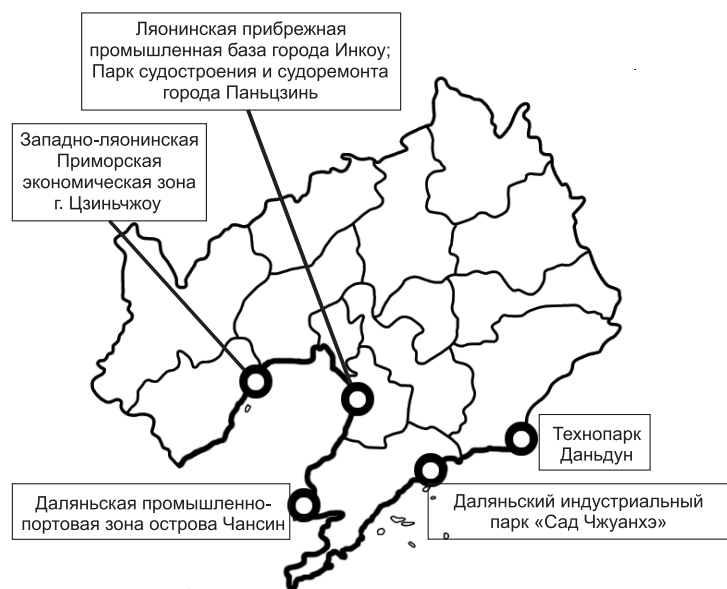 Ляонинская прибрежная
промышленная база города Инкоу;
Парк судостроения и судоремонта
города Паньцзинь
Западно-ляонинская
Приморская
экономическая зона
г. Цзиньчжоу
Технопарк
Даньдун
Даляньская промышленно-
портовая зона острова Чансин
Даляньский индустриальный
парк «Сад Чжуанхэ»